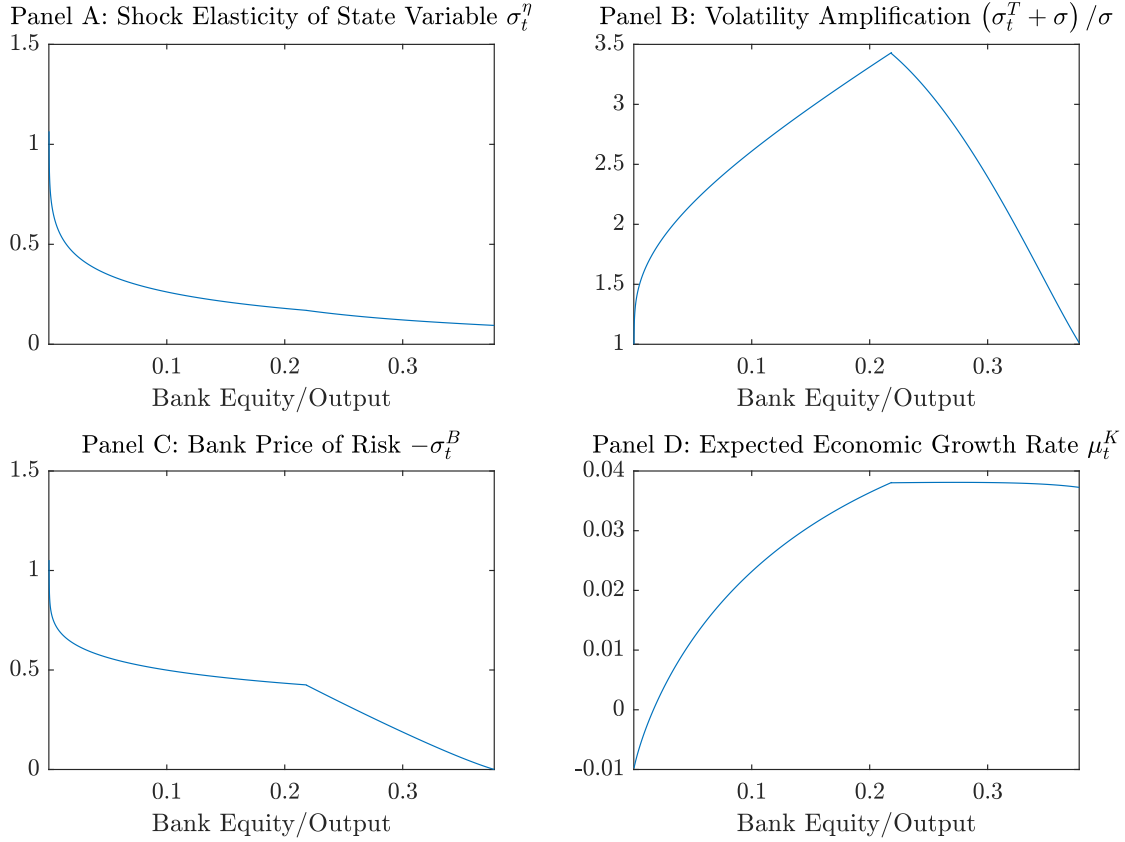 Panel A: Shock Elasticity of State Variable σ_t^η
1.5
1
0.5
0
0.1 0.2 0.3
Bank Equity/Output
Panel B: Volatility Amplification (σ_t^T + σ) /σ
3.5
3
2.5
2
1.5
1
0.1 0.2 0.3
Bank Equity/Output
Panel C: Bank Price of Risk −σ_t^B
1.5
1
0.5
0
0.1 0.2 0.3
Bank Equity/Output
Panel D: Expected Economic Growth Rate μ_t^K
0.04
0.03
0.02
0.01
0
-0.01
0.1 0.2 0.3
Bank Equity/Output